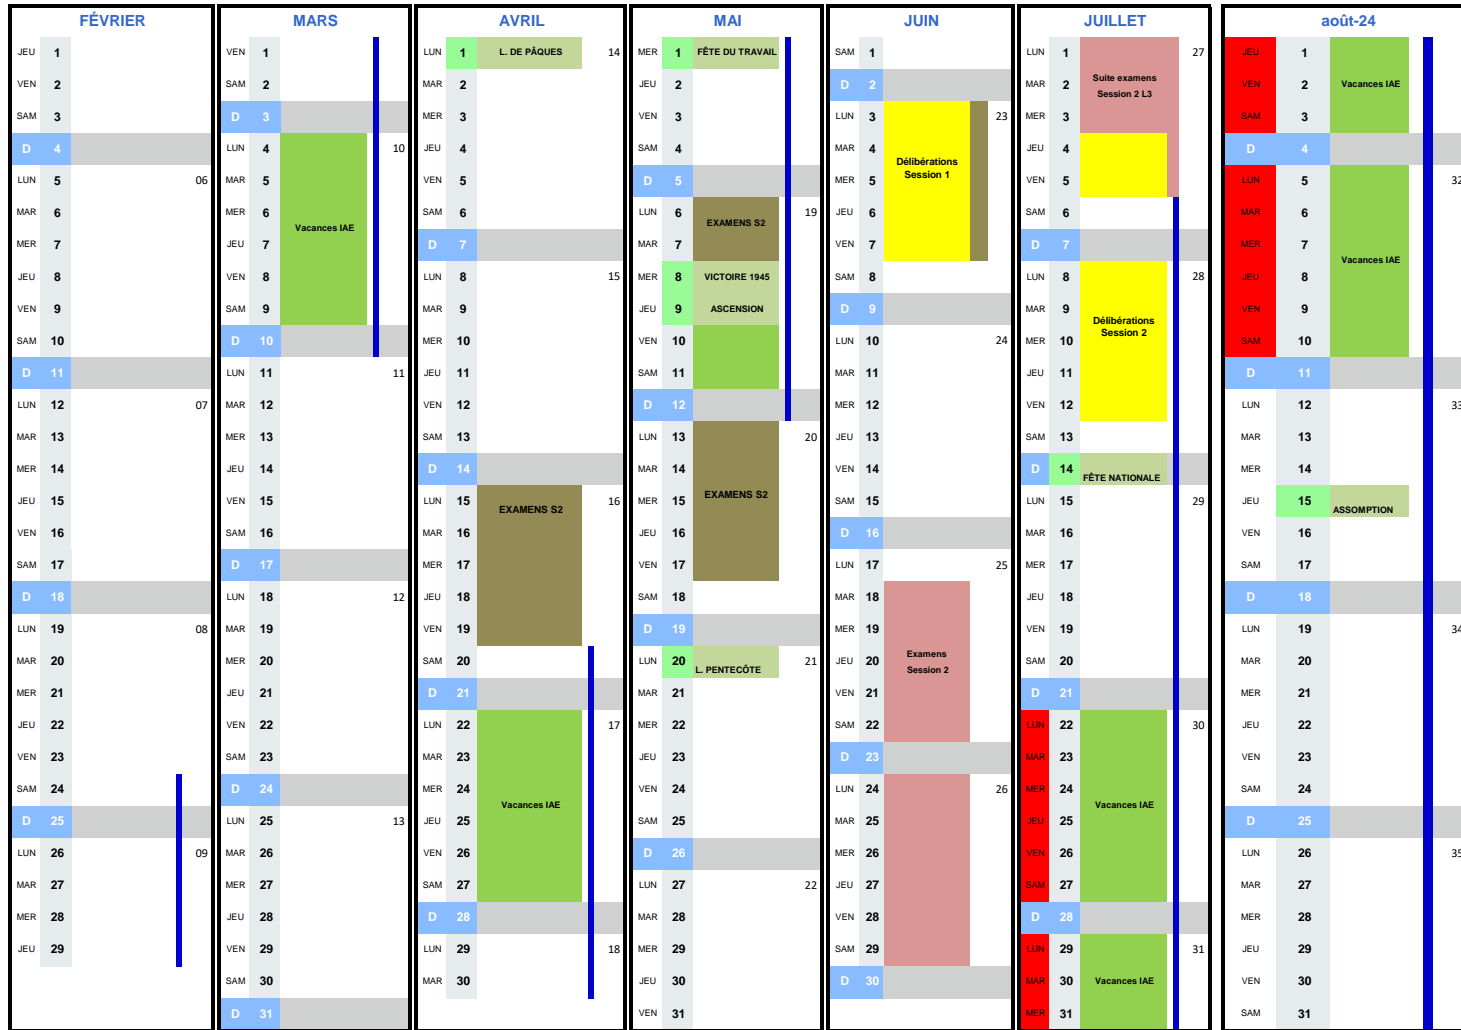 FÉVRIER
JEU 1
VEN 2
SAM 3
D 4
LUN 5 06
MAR 6
MER 7
JEU 8
VEN 9
SAM 10
D 11
LUN 12 07
MAR 13
MER 14
JEU 15
VEN 16
SAM 17
D 18
LUN 19 08
MAR 20
MER 21
JEU 22
VEN 23
SAM 24
D 25
LUN 26 09
MAR 27
MER 28
JEU 29
MARS
VEN 1
SAM 2
D 3
LUN 4 10
MAR 5
MER 6
Vacances IAE
JEU 7
VEN 8
SAM 9
D 10
LUN 11 11
MAR 12
MER 13
JEU 14
VEN 15
SAM 16
D 17
LUN 18 12
MAR 19
MER 20
JEU 21
VEN 22
SAM 23
D 24
LUN 25 13
MAR 26
MER 27
JEU 28
VEN 29
SAM 30
D 31
AVRIL
LUN 1 L. DE PÂQUES 14
MAR 2
MER 3
JEU 4
VEN 5
SAM 6
D 7
LUN 8 15
MAR 9
MER 10
JEU 11
VEN 12
SAM 13
D 14
LUN 15 EXAMENS S2 16
MAR 16
MER 17
JEU 18
VEN 19
SAM 20
D 21
LUN 22 17
MAR 23
MER 24
Vacances IAE
JEU 25
VEN 26
SAM 27
D 28
LUN 29 18
MAR 30
MAI
MER 1 FÊTE DU TRAVAIL
JEU 2
VEN 3
SAM 4
D 5
LUN 6 19
EXAMENS S2
MAR 7
MER 8 VICTOIRE 1945
JEU 9 ASCENSION
VEN 10
SAM 11
D 12
LUN 13 20
MAR 14
MER 15 EXAMENS S2
JEU 16
VEN 17
SAM 18
D 19
LUN 20 L. PENTECÔTE 21
MAR 21
MER 22
JEU 23
VEN 24
SAM 25
D 26
LUN 27 22
MAR 28
MER 29
JEU 30
VEN 31
JUIN
SAM 1
D 2
LUN 3 23
MAR 4
Délibérations
Session 1
MER 5
JEU 6
VEN 7
SAM 8
D 9
LUN 10 24
MAR 11
MER 12
JEU 13
VEN 14
SAM 15
D 16
LUN 17 25
MAR 18
MER 19
Examens
JEU 20
Session 2
VEN 21
SAM 22
D 23
LUN 24 26
MAR 25
MER 26
JEU 27
VEN 28
SAM 29
D 30
JUILLET
LUN 1 27
Suite examens
MAR 2
Session 2 L3
MER 3
JEU 4
VEN 5
SAM 6
D 7
LUN 8 28
MAR 9
Délibérations
Session 2
MER 10
JEU 11
VEN 12
SAM 13
D 14 FÊTE NATIONALE
LUN 15 29
MAR 16
MER 17
JEU 18
VEN 19
SAM 20
D 21
LUN 22 30
MAR 23
MER 24
Vacances IAE
JEU 25
VEN 26
SAM 27
D 28
LUN 29 31
MAR 30 Vacances IAE
MER 31
août-24
JEU 1
VEN 2 Vacances IAE
SAM 3
D 4
LUN 5 32
MAR 6
MER 7
Vacances IAE
JEU 8
VEN 9
SAM 10
D 11
LUN 12 33
MAR 13
MER 14
JEU 15 ASSOMPTION
VEN 16
SAM 17
D 18
LUN 19 34
MAR 20
MER 21
JEU 22
VEN 23
SAM 24
D 25
LUN 26 35
MAR 27
MER 28
JEU 29
VEN 30
SAM 31